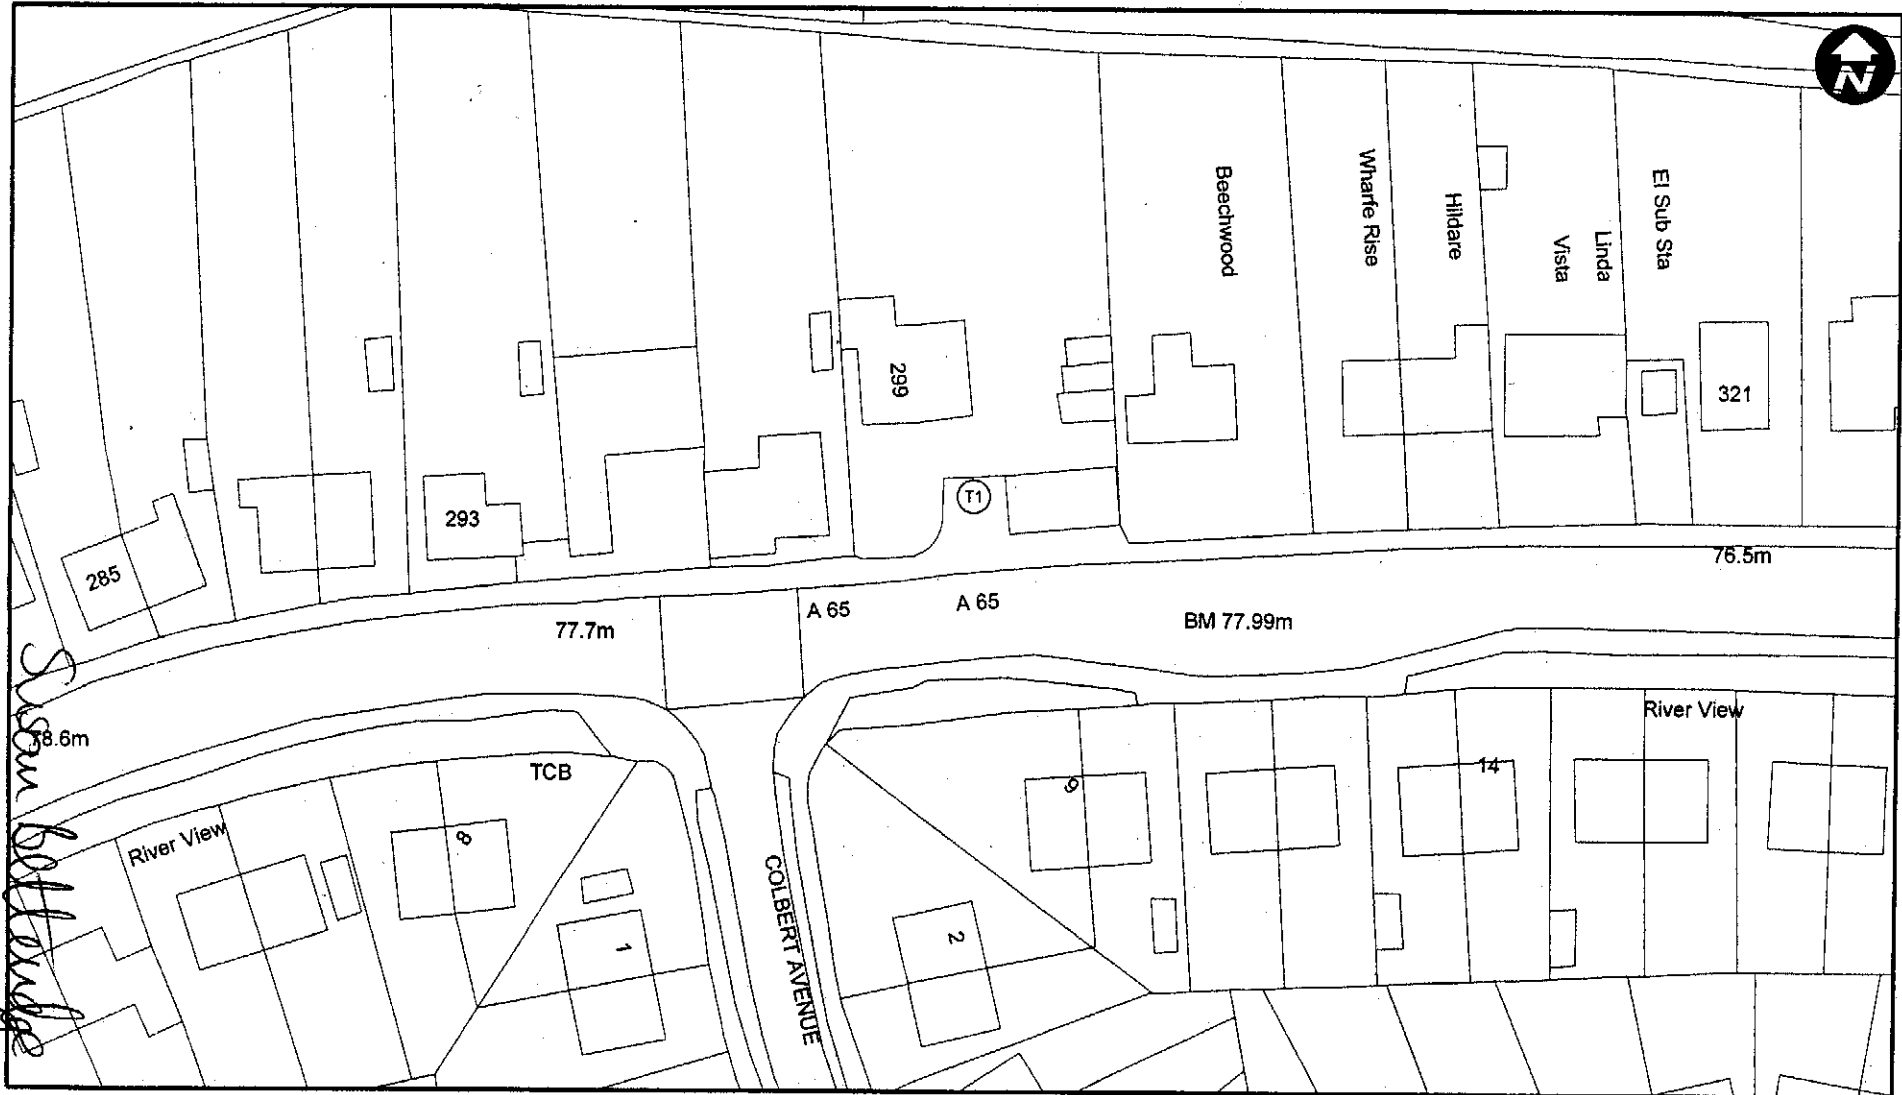 N
Beechwood
Wharfe Rise
Hildare
Linda
Vista
El Sub Sta
299
321
293
T1
285
76.5m
A 65
A 65
BM 77.99m
77.7m
78.6m
River View
TCB
River View
14
9
8
1
2
COLBERT AVENUE
Susan